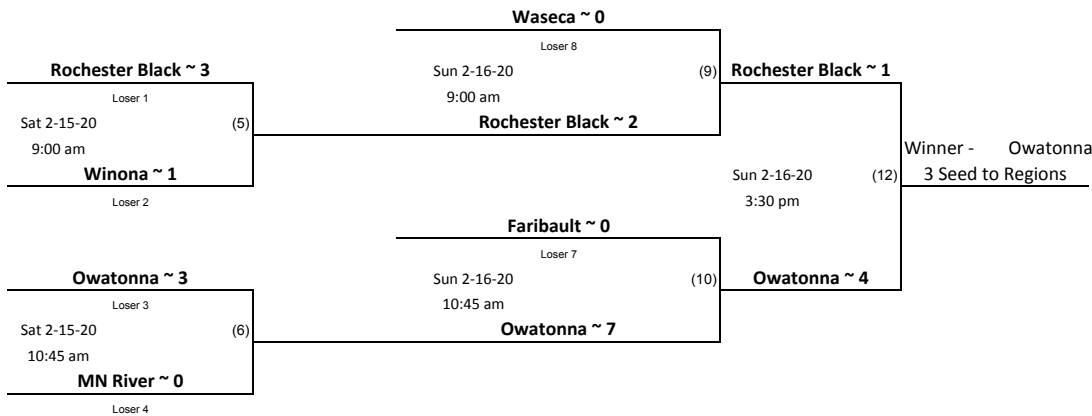 Waseca ~ 0
Loser 8
Rochester Black ~ 3
Sun 2-16-20 (9) Rochester Black ~ 1
Loser 1
9:00 am
Sat 2-15-20 (5)
Rochester Black ~ 2
9:00 am
Winner - Owatonna
Winona ~ 1
Sun 2-16-20 (12) 3 Seed to Regions
Loser 2
3:30 pm
Faribault ~ 0
Loser 7
Owatonna ~ 3
Sun 2-16-20 (10) Owatonna ~ 4
Loser 3
10:45 am
Sat 2-15-20 (6)
Owatonna ~ 7
10:45 am
MN River ~ 0
Loser 4